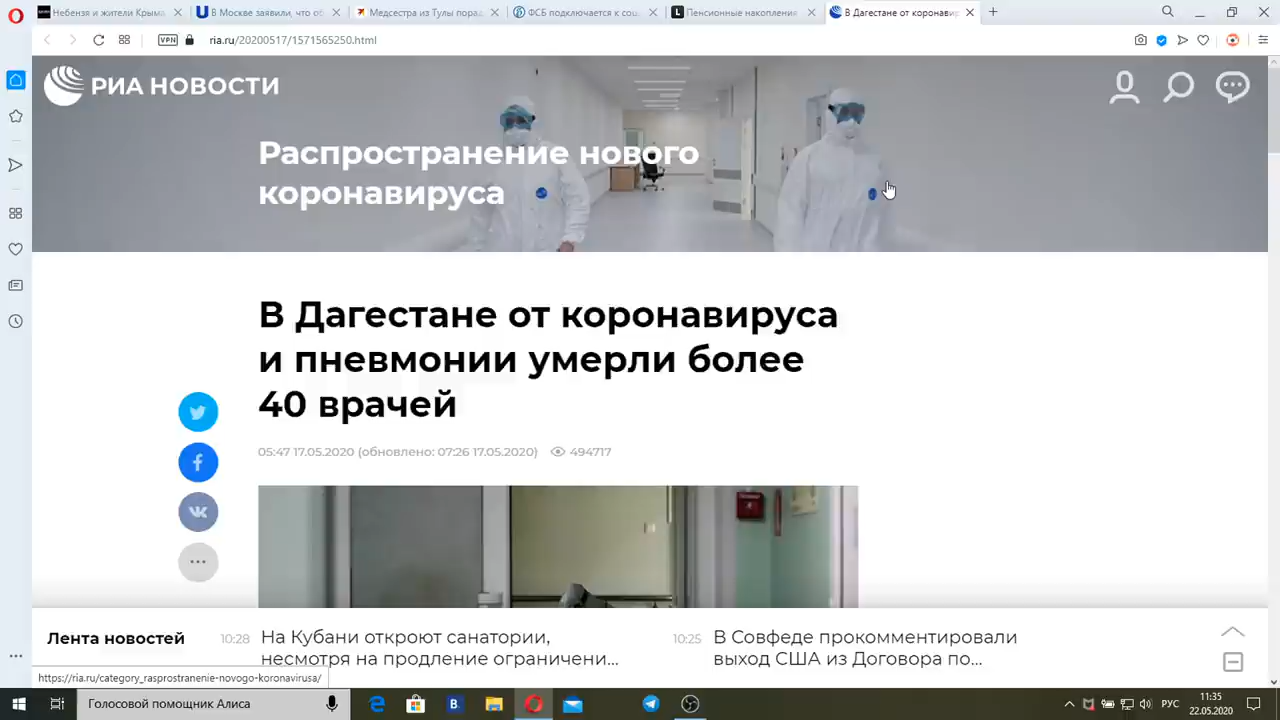 Небензя и жители Крыма
В Москве заявили, что
Медсестра из Тулы
ФСБ подключается к
Пенсионные накопления
В Дагестане от коронавир
VPN
ria.ru/20200517/1571565250.html
РИА НОВОСТИ
Распространение нового
коронавируса
В Дагестане от коронавируса
и пневмонии умерли более
40 врачей
05:47 17.05.2020 (обновлено: 07:26 17.05.2020) 494717
Лента новостей
10:28 На Кубани откроют санатории,
несмотря на продление ограничени...
10:25 В Совфеде прокомментировали
выход США из Договора по...
https://ria.ru/category_rasprostranenie-novogo-koronavirusa/
Голосовой помощник Алиса
РУС
11:35
22.05.2020